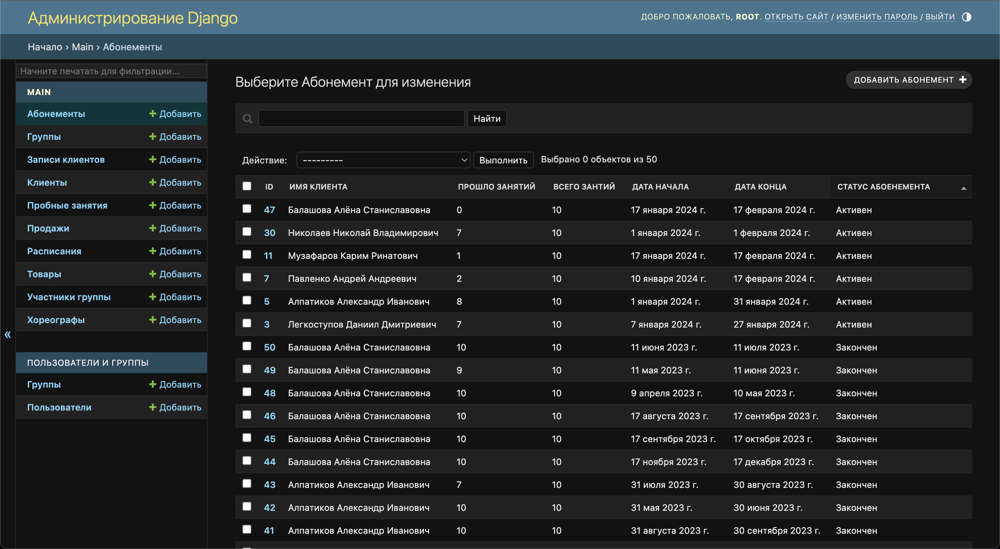 Администрирование Django
ДОБРО ПОЖАЛОВАТЬ, ROOT. ОТКРЫТЬ САЙТ / ИЗМЕНИТЬ ПАРОЛЬ / ВЫЙТИ
Начало › Main › Абонементы
Начните печатать для фильтрации...
MAIN
Абонементы + Добавить
Группы + Добавить
Записи клиентов + Добавить
Клиенты + Добавить
Пробные занятия + Добавить
Продажи + Добавить
Расписания + Добавить
Товары + Добавить
Участники группы + Добавить
Хореографы + Добавить
«
ПОЛЬЗОВАТЕЛИ И ГРУППЫ
Группы + Добавить
Пользователи + Добавить
Выберите Абонемент для изменения
ДОБАВИТЬ АБОНЕМЕНТ +
Найти
Действие: --------- Выполнить Выбрано 0 объектов из 50
ID ИМЯ КЛИЕНТА ПРОШЛО ЗАНЯТИЙ ВСЕГО ЗАНТИЙ ДАТА НАЧАЛА ДАТА КОНЦА СТАТУС АБОЕНЕМЕНТА
47 Балашова Алёна Станиславовна 0 10 17 января 2024 г. 17 февраля 2024 г. Активен
30 Николаев Николай Владимирович 7 10 1 января 2024 г. 1 февраля 2024 г. Активен
11 Музафаров Карим Ринатович 1 10 17 января 2024 г. 17 февраля 2024 г. Активен
7 Павленко Андрей Андреевич 2 10 10 января 2024 г. 17 февраля 2024 г. Активен
5 Алпатиков Александр Иванович 8 10 1 января 2024 г. 31 января 2024 г. Активен
3 Легкоступов Даниил Дмитриевич 7 10 7 января 2024 г. 27 января 2024 г. Активен
50 Балашова Алёна Станиславовна 10 10 11 июня 2023 г. 11 июля 2023 г. Закончен
49 Балашова Алёна Станиславовна 9 10 11 мая 2023 г. 11 июня 2023 г. Закончен
48 Балашова Алёна Станиславовна 10 10 9 апреля 2023 г. 10 мая 2023 г. Закончен
46 Балашова Алёна Станиславовна 10 10 17 августа 2023 г. 17 сентября 2023 г. Закончен
45 Балашова Алёна Станиславовна 10 10 17 сентября 2023 г. 17 октября 2023 г. Закончен
44 Балашова Алёна Станиславовна 10 10 17 ноября 2023 г. 17 декабря 2023 г. Закончен
43 Алпатиков Александр Иванович 7 10 31 июля 2023 г. 30 августа 2023 г. Закончен
42 Алпатиков Александр Иванович 10 10 31 мая 2023 г. 30 июня 2023 г. Закончен
41 Алпатиков Александр Иванович 10 10 31 августа 2023 г. 30 сентября 2023 г. Закончен